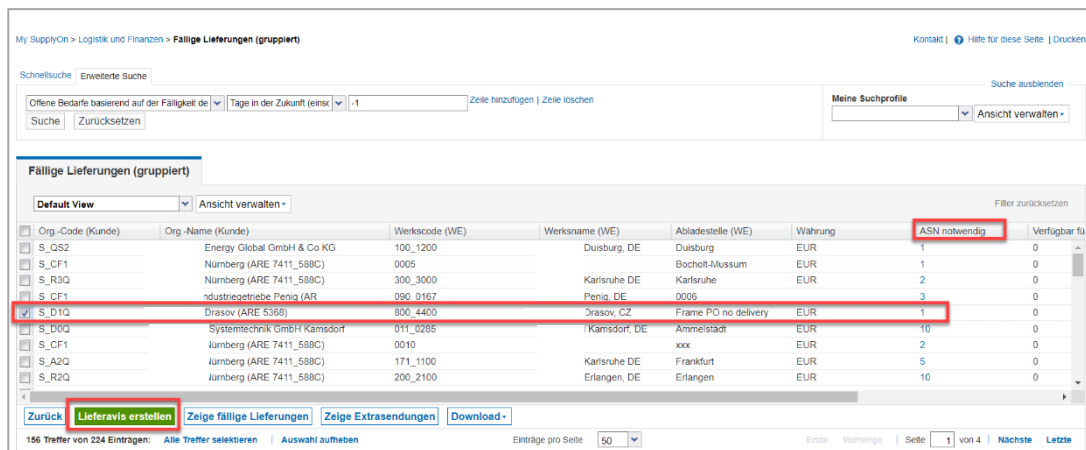 My SupplyOn > Logistik und Finanzen > Fällige Lieferungen (gruppiert)
Kontakt | Hilfe für diese Seite | Drucken
Schnellsuche Erweiterte Suche
Suche ausblenden
Offene Bedarfe basierend auf der Fälligkeit de Tage in der Zukunft (einsc -1 Zeile hinzufügen | Zeile löschen
Meine Suchprofile
Suche Zurücksetzen
Ansicht verwalten
Fällige Lieferungen (gruppiert)
Default View Ansicht verwalten
Filter zurücksetzen
Org.-Code (Kunde) Org.-Name (Kunde) Werkscode (WE) Werksname (WE) Abladestelle (WE) Währung ASN notwendig Verfügbar fü
S_QS2 Energy Global GmbH & Co KG 100_1200 Duisburg, DE Duisburg EUR 1 0
S_CF1 Nürnberg (ARE 7411_588C) 0005 Bocholt-Mussum EUR 1 0
S_R3Q Nürnberg (ARE 7411_588C) 300_3000 Karlsruhe DE Karlsruhe EUR 2 0
S_CF1 ndustriegetriebe Penig (AR 090_0167 Penig, DE 0006 EUR 3 0
S_D1Q Drasov (ARE 5368) 800_4400 Drasov, CZ Frame PO no delivery EUR 1 0
S_D0Q Systemtechnik GmbH Kamsdorf 011_0285 Kamsdorf, DE Ammelstädt EUR 10 0
S_CF1 lürnberg (ARE 7411_588C) 0010 xxx EUR 2 0
S_A2Q lürnberg (ARE 7411_588C) 171_1100 Karlsruhe DE Frankfurt EUR 5 0
S_R2Q lürnberg (ARE 7411_588C) 200_2100 Erlangen, DE Erlangen EUR 10 0
Zurück Lieferavis erstellen Zeige fällige Lieferungen Zeige Extrasendungen Download
156 Treffer von 224 Einträgen: Alle Treffer selektieren | Auswahl aufheben Einträge pro Seite 50 Erste Vorherige | Seite 1 von 4 | Nächste Letzte